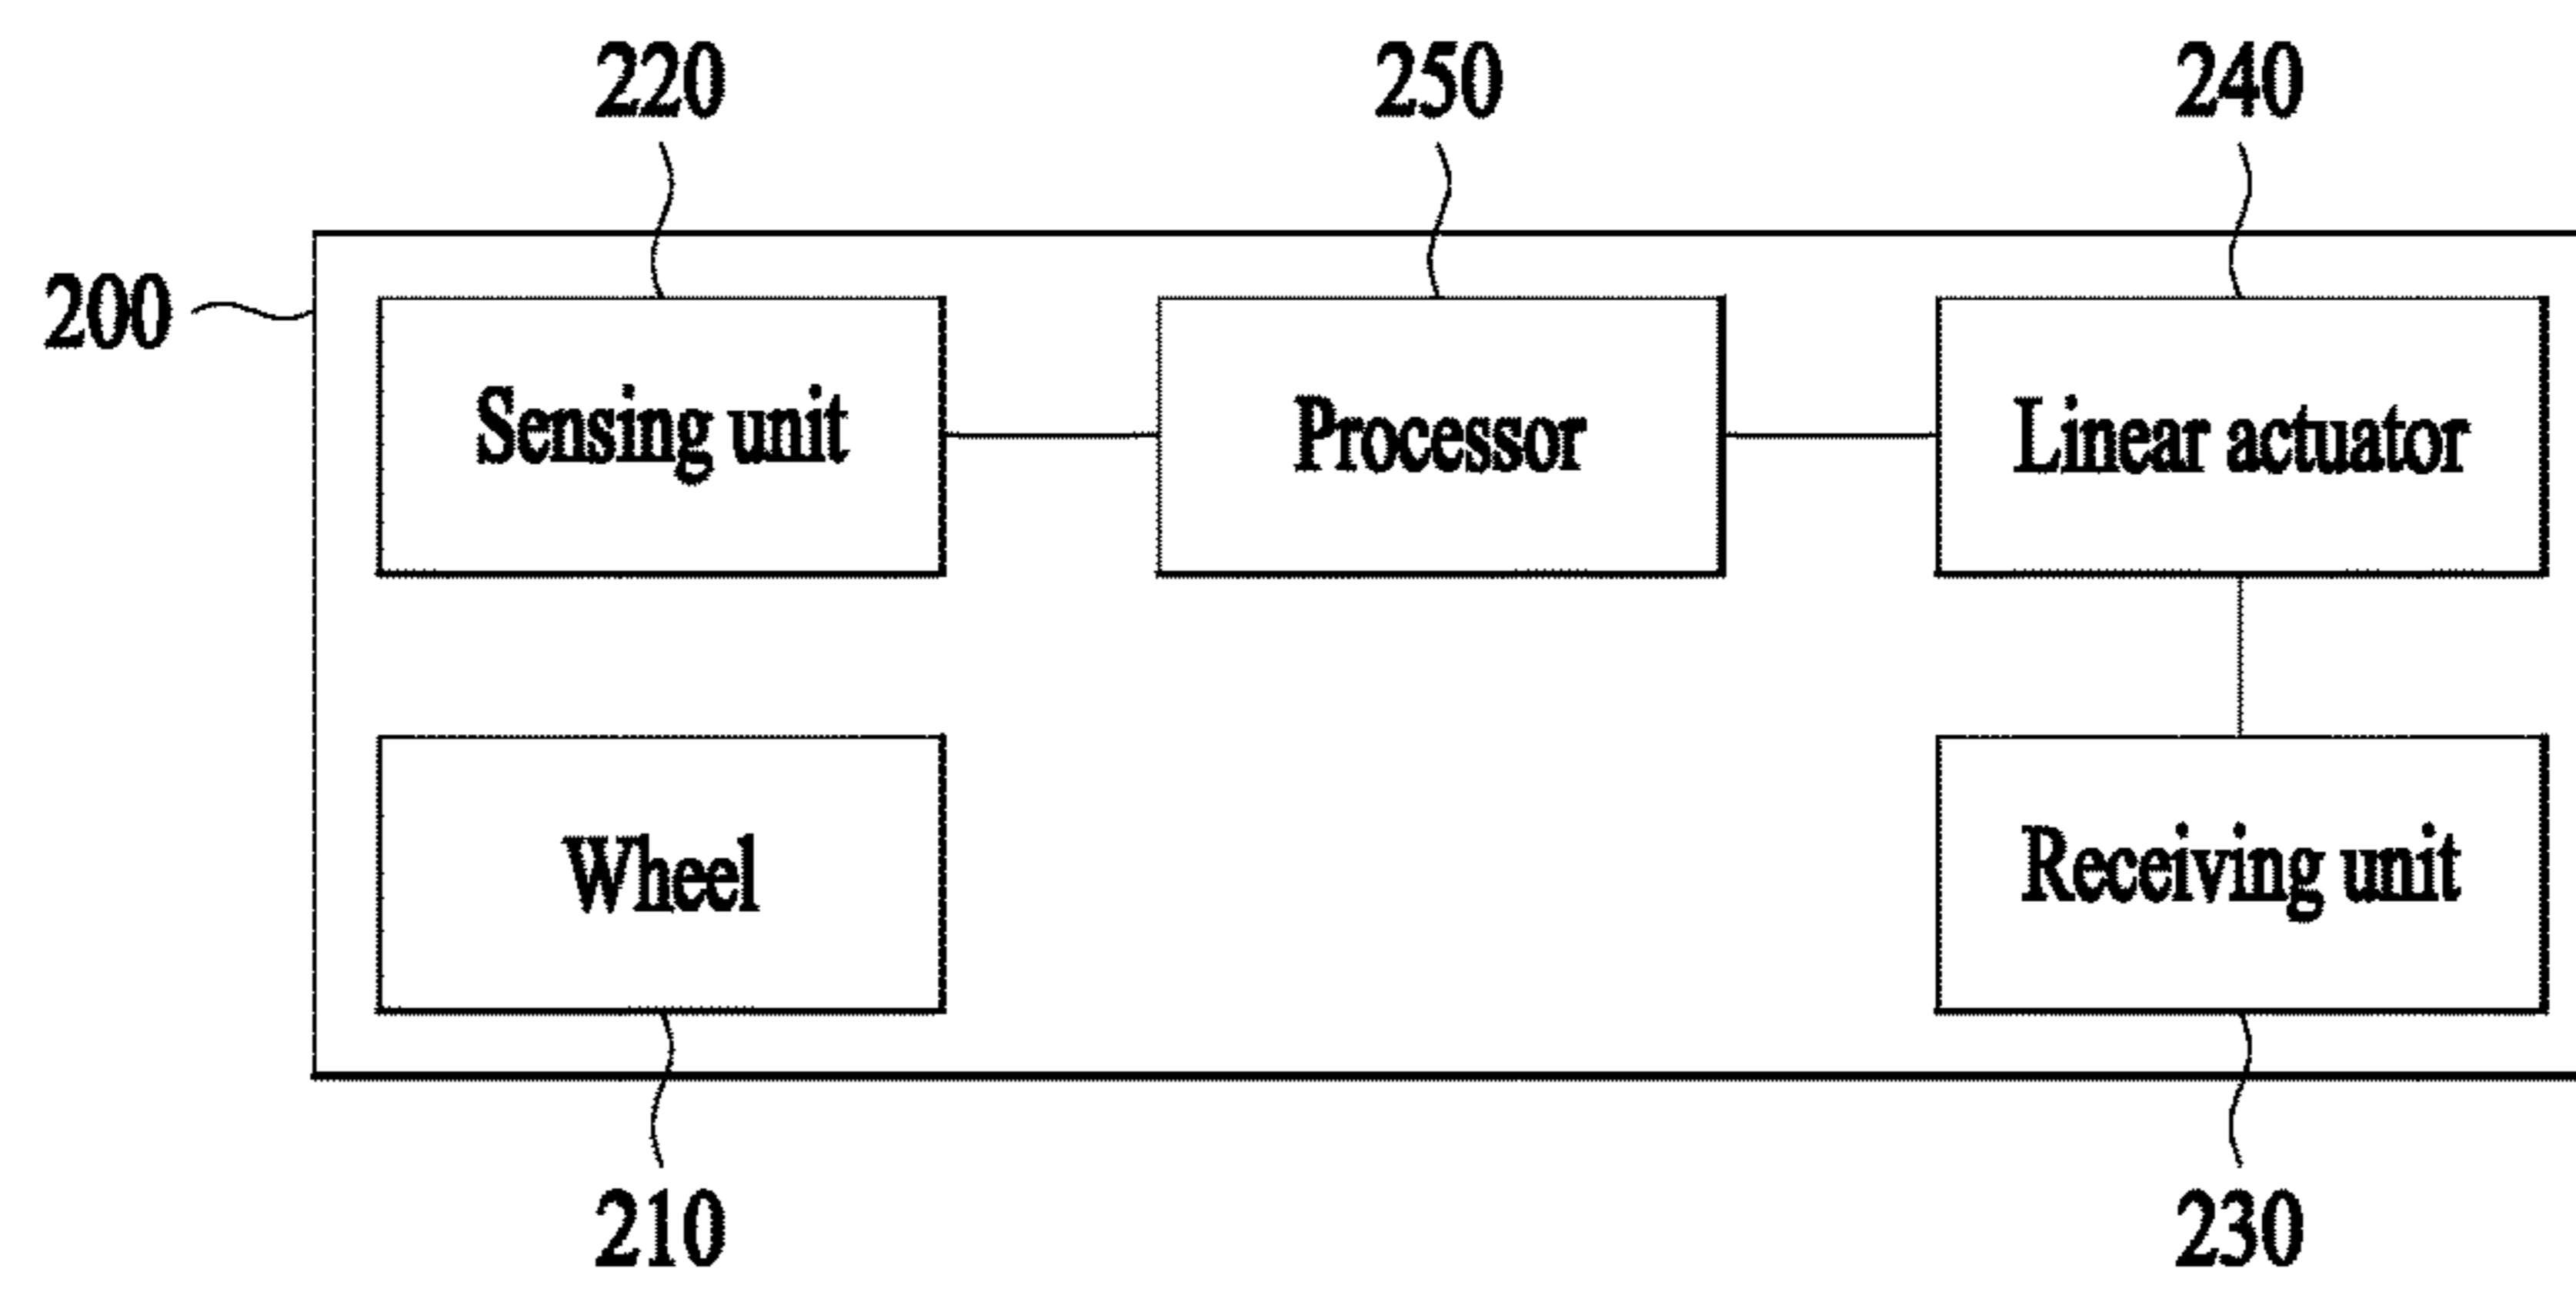 220 250 240
200
Sensing unit Processor Linear actuator
Wheel Receiving unit
210 230